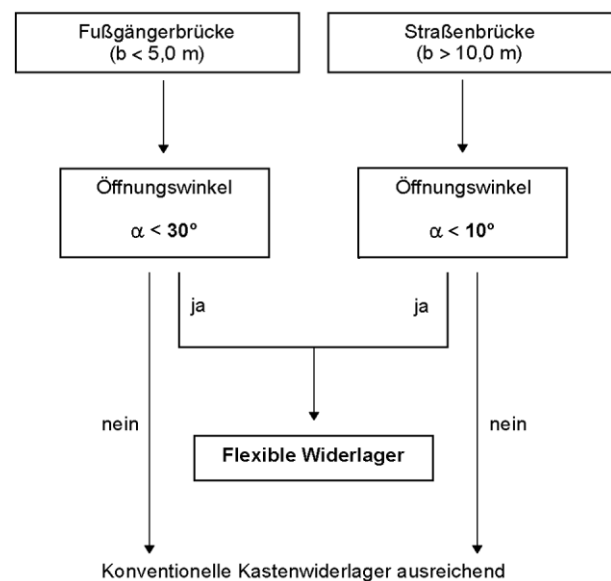 Fußgängerbrücke
(b < 5,0 m)
Straßenbrücke
(b > 10,0 m)
Öffnungswinkel
α < 30°
Öffnungswinkel
α < 10°
ja
ja
nein
nein
Flexible Widerlager
Konventionelle Kastenwiderlager ausreichend